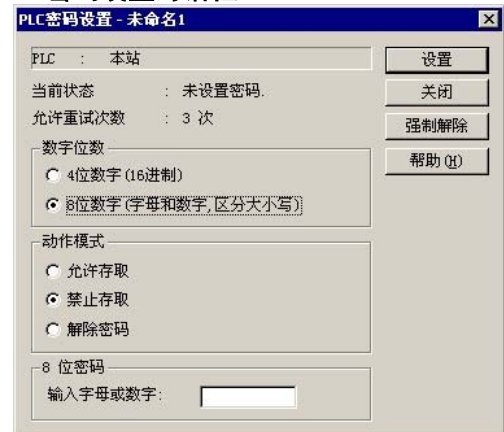 PLC密码设置 - 未命名1
PLC : 本站
设置
当前状态 : 未设置密码.
关闭
允许重试次数 : 3 次
强制解除
数字位数
帮助(H)
4位数字(16进制)
8位数字(字母和数字,区分大小写)
动作模式
允许存取
禁止存取
解除密码
8 位密码
输入字母或数字: